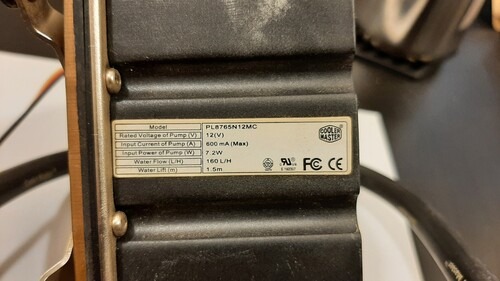 Model PL8765N12MC
Rated Voltage of Pump (V) 12(V)
Input Current of Pump (A) 600 mA (Max)
Input Power of Pump (W) 7.2W
Water Flow (L/H) 160 L/H
Water Lift (m) 1.5m
COOLER MASTER
FC CE